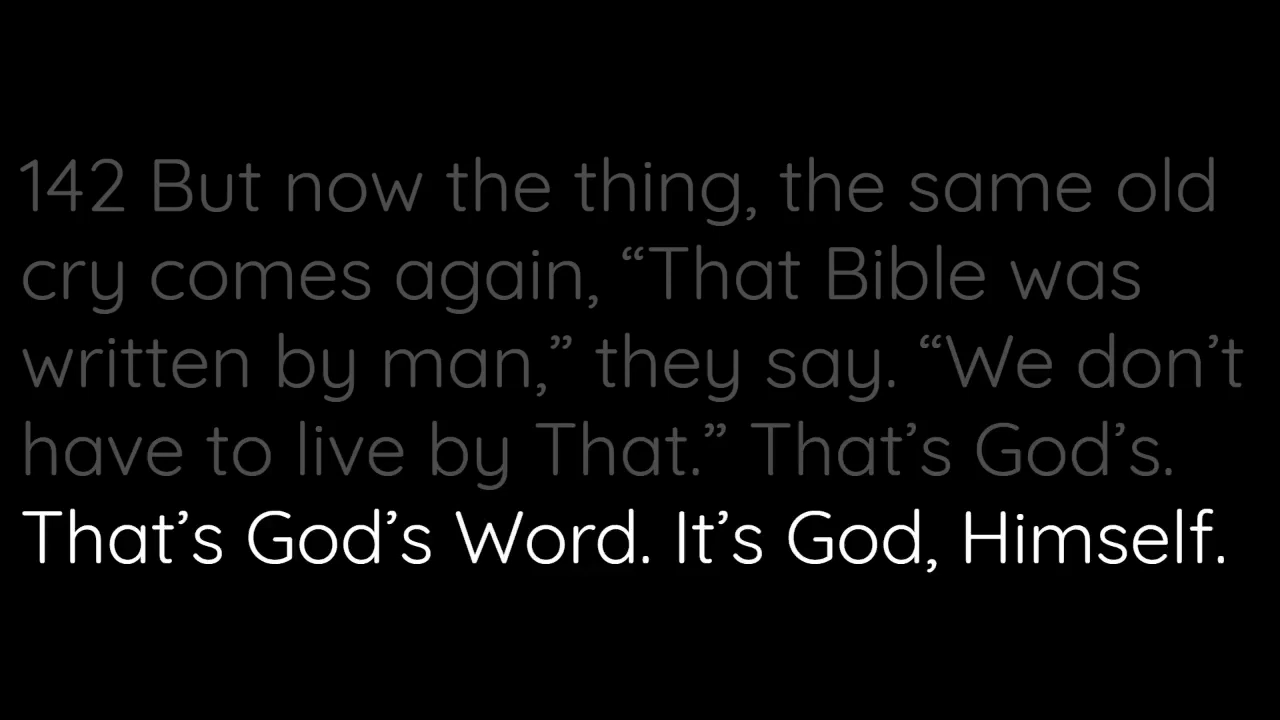 142 But now the thing, the same old
cry comes again, “That Bible was
written by man,” they say. “We don’t
have to live by That.” That’s God’s.
That’s God’s Word. It’s God, Himself.